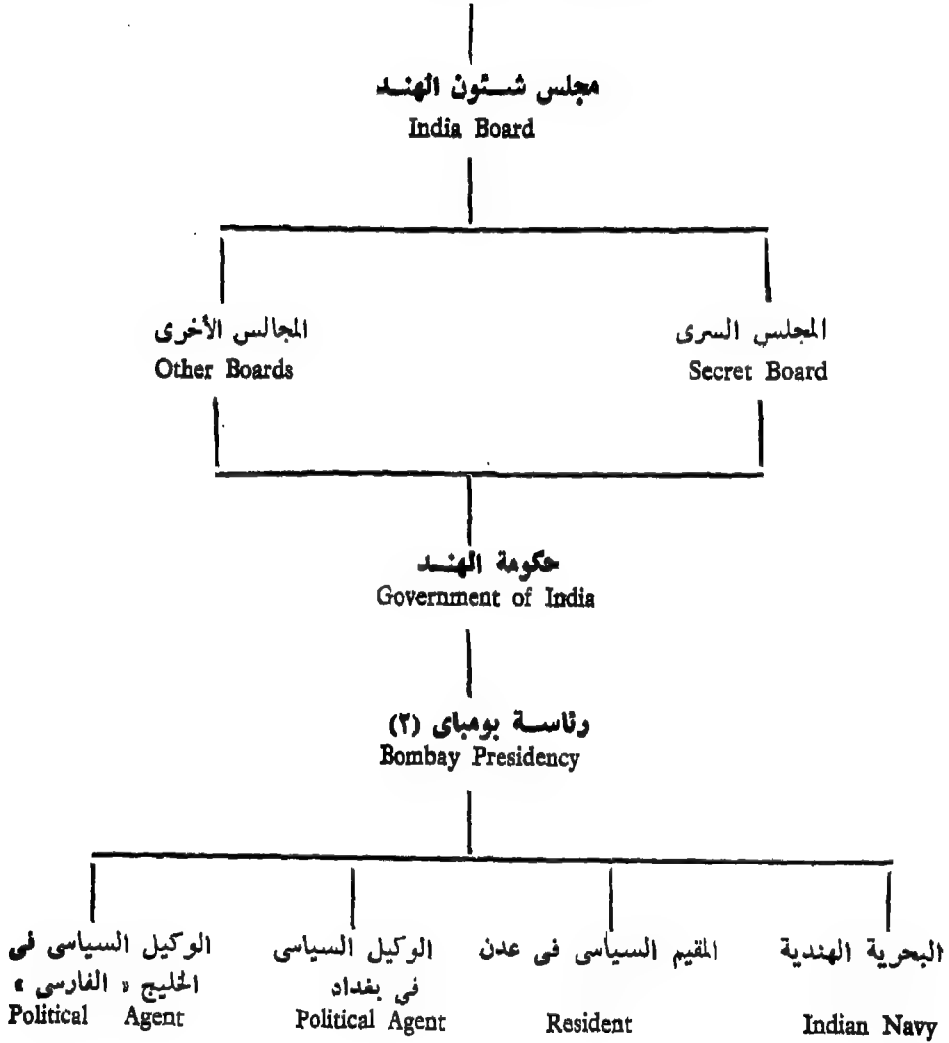 مجلس شئون الهند
India Board
المجلس السرى
Secret Board
المجالس الأخرى
Other Boards
حكومة الهند
Government of India
رئاسة بومباى (٢)
Bombay Presidency
البحرية الهندية
Indian Navy
المقيم السياسى فى عدن
Resident
الوكيل السياسى
فى بغداد
Political Agent
الوكيل السياسى فى
الخليج « الفارسي »
Political Agent